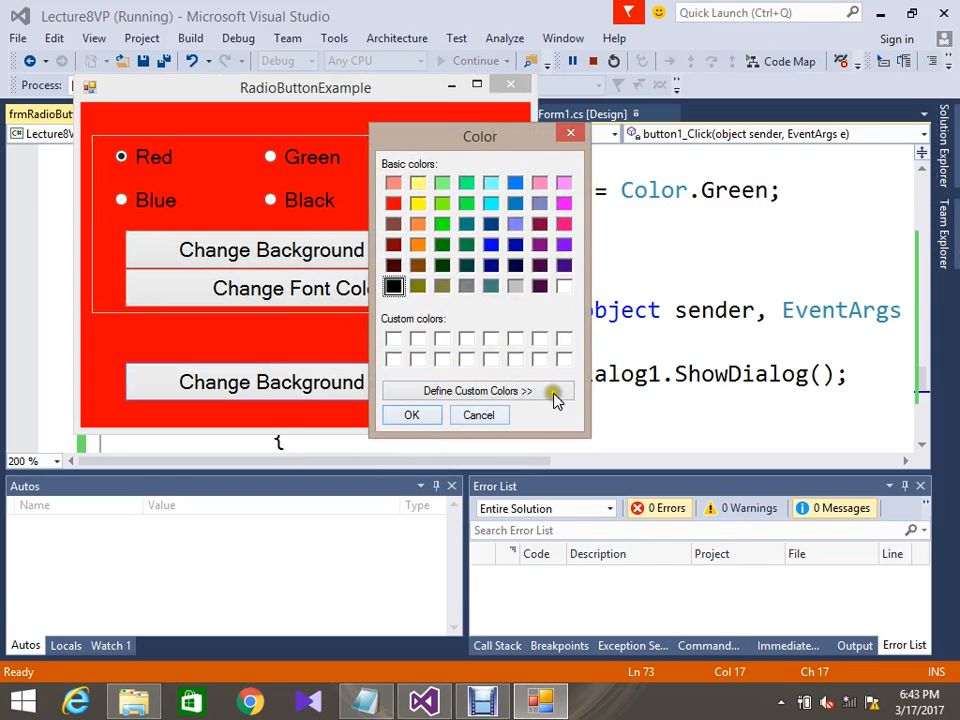 Lecture8VP (Running) - Microsoft Visual Studio
Quick Launch (Ctrl+Q)
File Edit View Project Build Debug Team Tools Architecture Test Analyze Window Help Sign in
Debug Any CPU Continue Code Map
Process:
RadioButtonExample
frmRadioBut
Form1.cs [Design]
Lecture8V
button1_Click(object sender, EventArgs e)
Solution Explorer
Team Explorer
Color
Basic colors:
Red Green
Blue Black
= Color.Green;
Change Background
Change Font Col
bject sender, EventArgs
Custom colors:
Change Background
ialog1.ShowDialog();
Define Custom Colors >>
OK Cancel
{
200 %
Autos
Name Value Type
Error List
Entire Solution 0 Errors 0 Warnings 0 Messages
Search Error List
Code Description Project File Line
Autos Locals Watch 1
Call Stack Breakpoints Exception Se... Command... Immediate... Output Error List
Ready Ln 73 Col 17 Ch 17 INS
6:43 PM
3/17/2017